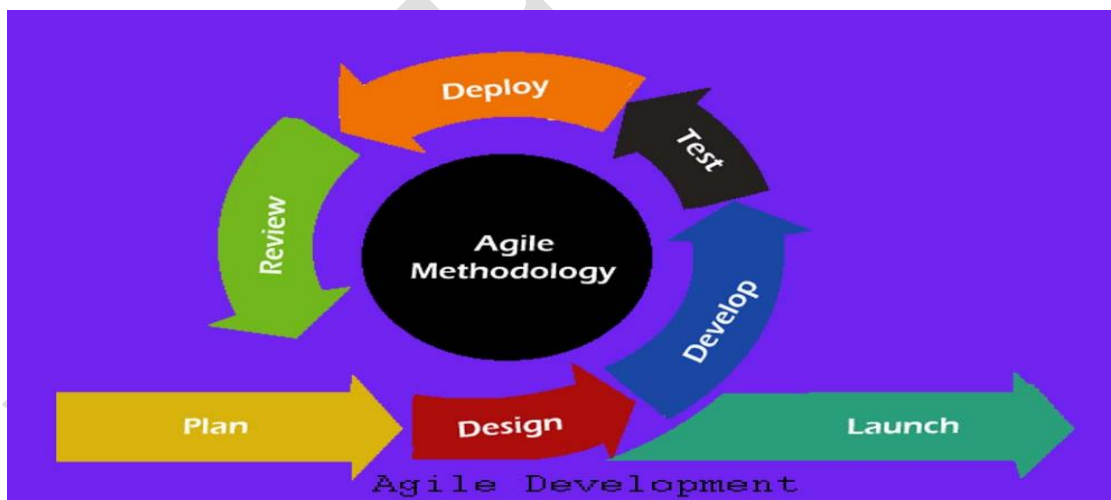 Deploy
Test
Review
Agile
Methodology
Develop
Plan
Design
Launch
Agile Development